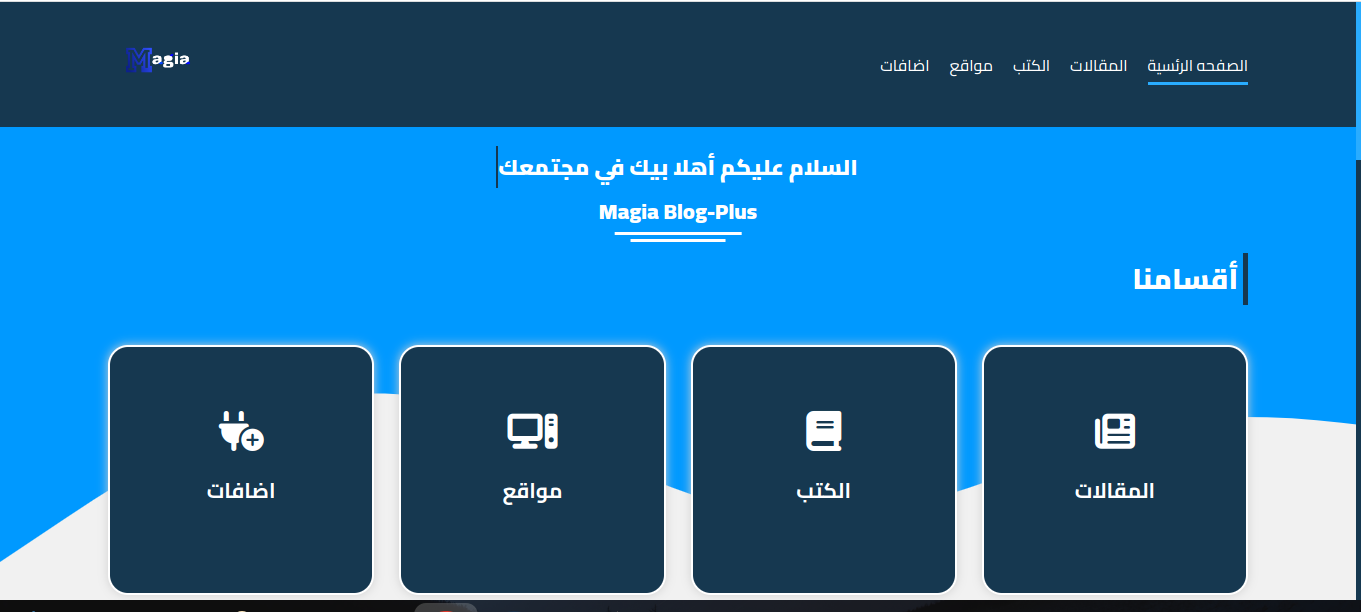 Magia
الصفحه الرئسية
المقالات
الكتب
مواقع
اضافات
السلام عليكم أهلا بيك في مجتمعك
Magia Blog-Plus
أقسامنا
المقالات
الكتب
مواقع
اضافات